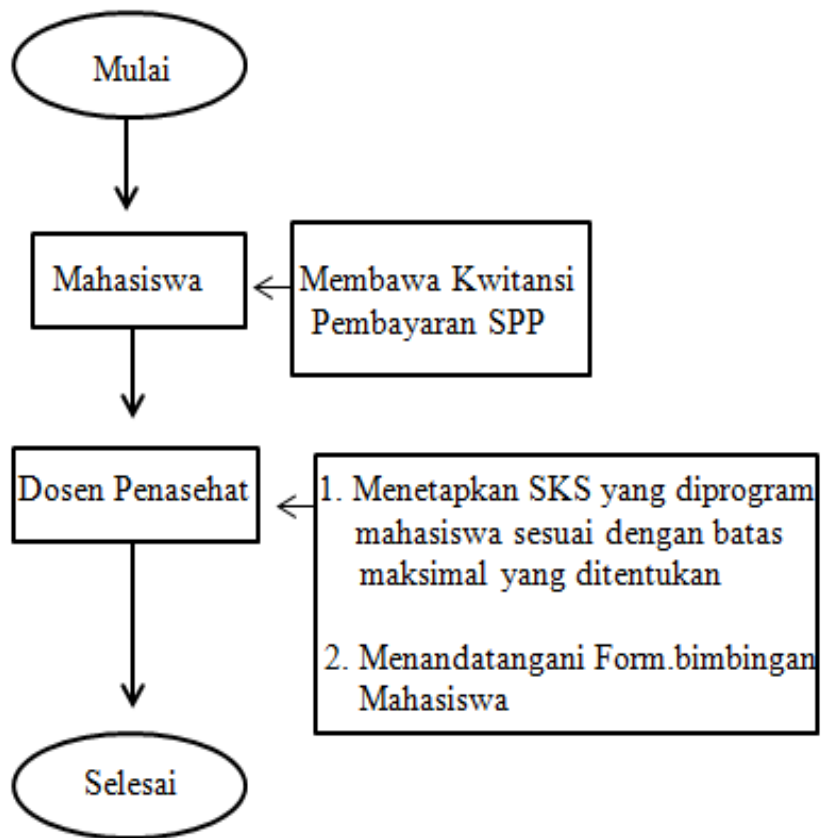 Mulai
Mahasiswa
Membawa Kwitansi
Pembayaran SPP
Dosen Penasehat
1. Menetapkan SKS yang diprogram
mahasiswa sesuai dengan batas
maksimal yang ditentukan
2. Menandatangani Form.bimbingan
Mahasiswa
Selesai